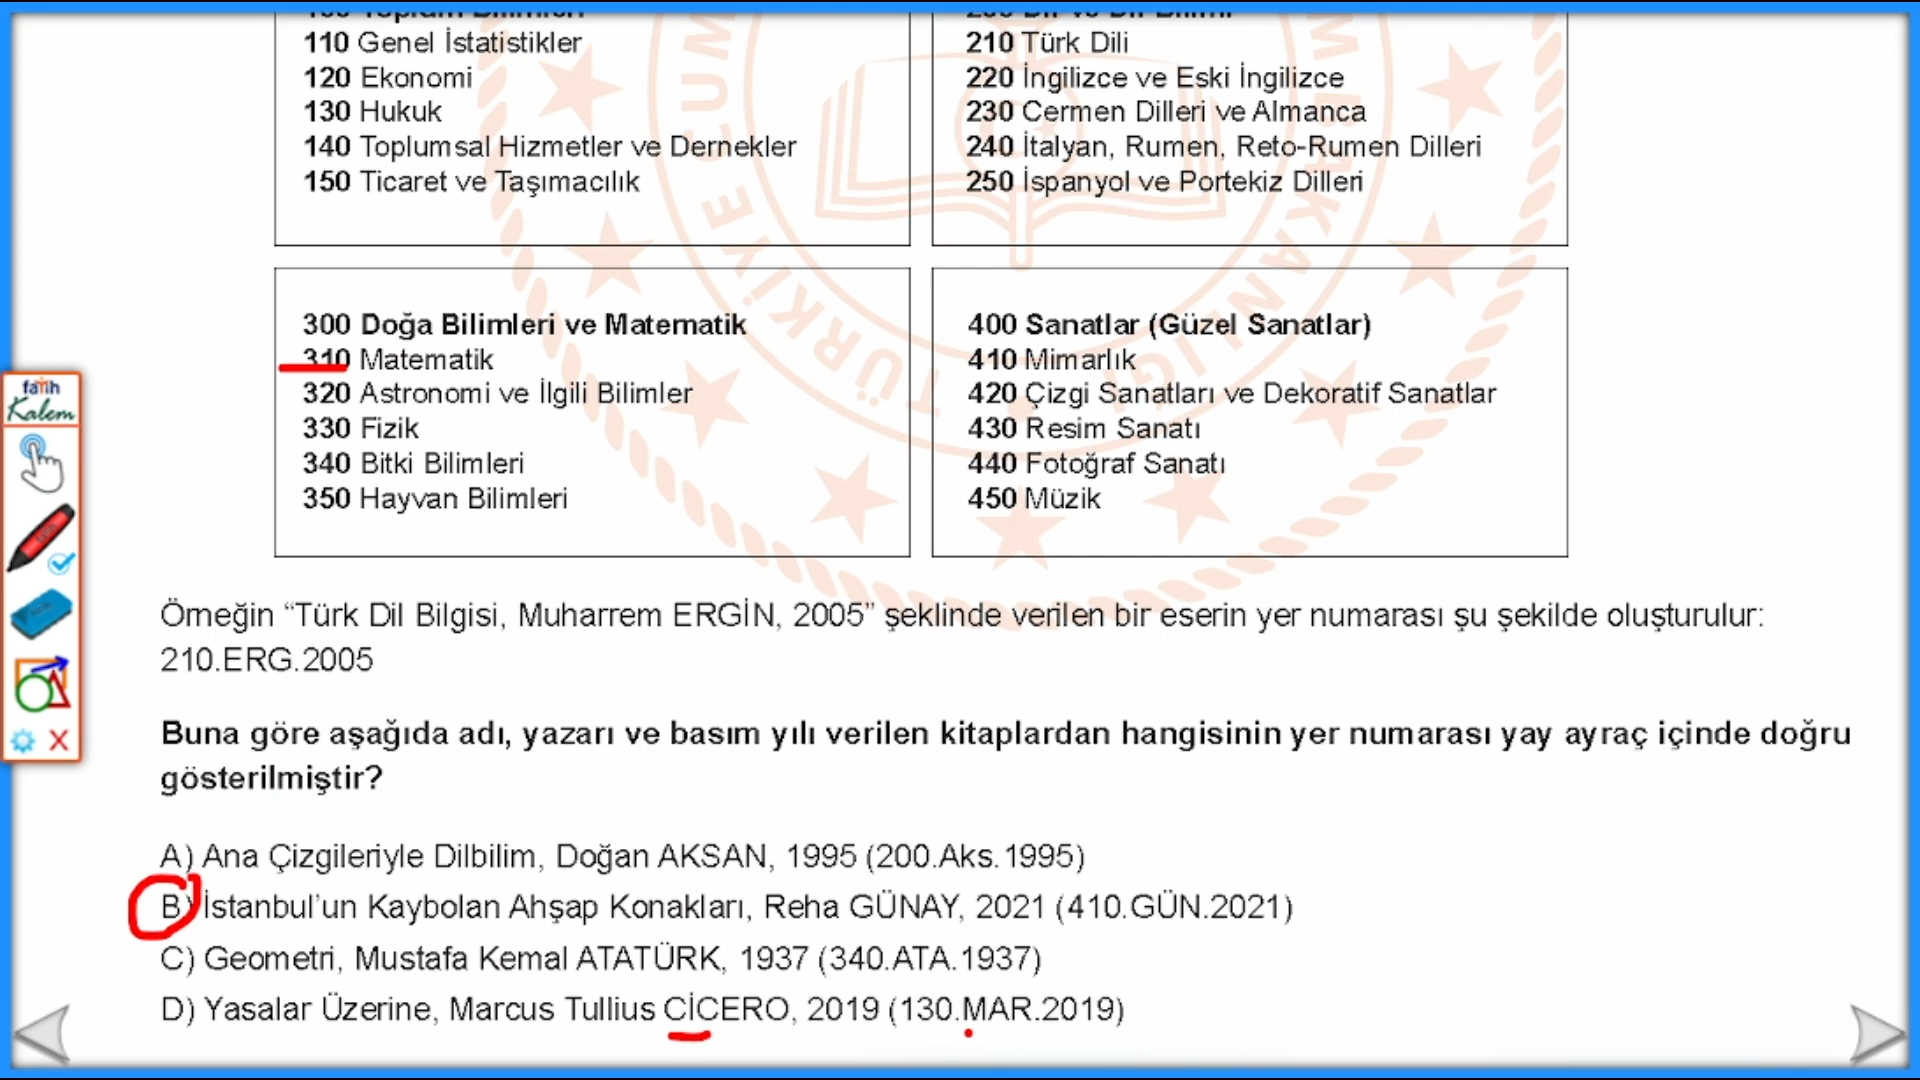 110 Genel İstatistikler
120 Ekonomi
130 Hukuk
140 Toplumsal Hizmetler ve Dernekler
150 Ticaret ve Taşımacılık
210 Türk Dili
220 İngilizce ve Eski İngilizce
230 Cermen Dilleri ve Almanca
240 İtalyan, Rumen, Reto-Rumen Dilleri
250 İspanyol ve Portekiz Dilleri
300 Doğa Bilimleri ve Matematik
310 Matematik
320 Astronomi ve İlgili Bilimler
330 Fizik
340 Bitki Bilimleri
350 Hayvan Bilimleri
400 Sanatlar (Güzel Sanatlar)
410 Mimarlık
420 Çizgi Sanatları ve Dekoratif Sanatlar
430 Resim Sanatı
440 Fotoğraf Sanatı
450 Müzik
fatih
Kalem
Örneğin “Türk Dil Bilgisi, Muharrem ERGİN, 2005” şeklinde verilen bir eserin yer numarası şu şekilde oluşturulur:
210.ERG.2005
Buna göre aşağıda adı, yazarı ve basım yılı verilen kitaplardan hangisinin yer numarası yay ayraç içinde doğru
gösterilmiştir?
A) Ana Çizgileriyle Dilbilim, Doğan AKSAN, 1995 (200.Aks.1995)
B) İstanbul’un Kaybolan Ahşap Konakları, Reha GÜNAY, 2021 (410.GÜN.2021)
C) Geometri, Mustafa Kemal ATATÜRK, 1937 (340.ATA.1937)
D) Yasalar Üzerine, Marcus Tullius CİCERO, 2019 (130.MAR.2019)